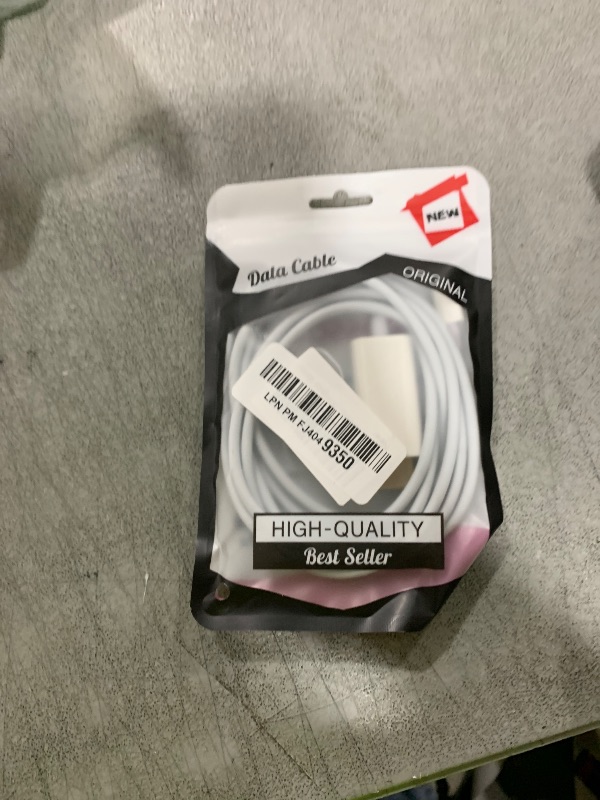 NEW
Data Cable
ORIGINAL
LPN PM FJ4049350
HIGH-QUALITY
Best Seller